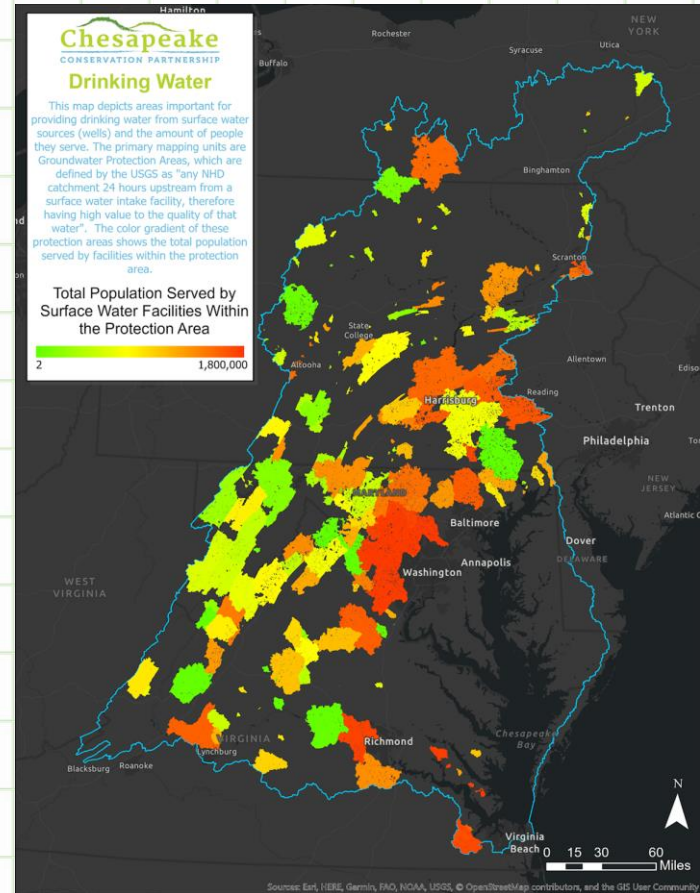 Chesapeake
CONSERVATION PARTNERSHIP
Drinking Water
This map depicts areas important for
providing drinking water from surface water
sources (wells) and the amount of people
they serve. The primary mapping units are
Groundwater Protection Areas, which are
defined by the USGS as "any NHD
catchment 24 hours upstream from a
surface water intake facility, therefore
having high value to the quality of that
water". The color gradient of these
protection areas shows the total population
served by facilities within the protection
area.
Total Population Served by
Surface Water Facilities Within
the Protection Area
2 1,800,000
Hamilton
Rochester
NEW
YORK
Utica
Syracuse
Buffalo
Binghamton
Scranton
State
College
Altoona
Allentown
Reading
Harrisburg
Trenton
Philadelphia
NEW
JERSEY
MARYLAND
Baltimore
Atlantic C
Dover
Annapolis
DELAWARE
Washington
WEST
VIRGINIA
Chesapeake
Bay
VIRGINIA
Richmond
Lynchburg
Blacksburg
Roanoke
Virginia
Beach
N
0 15 30 60
Miles
Sources: Esri, HERE, Garmin, FAO, NOAA, USGS, © OpenStreetMap contributors, and the GIS User Community